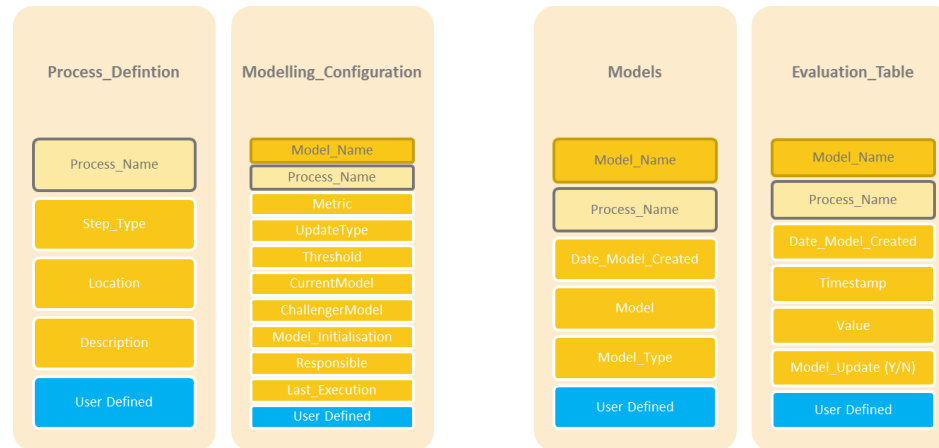 Process_Defintion
Process_Name
Step_Type
Location
Description
User Defined
Modelling_Configuration
Model_Name
Process_Name
Metric
UpdateType
Threshold
CurrentModel
ChallengerModel
Model_Initialisation
Responsible
Last_Execution
User Defined
Models
Model_Name
Process_Name
Date_Model_Created
Model
Model_Type
User Defined
Evaluation_Table
Model_Name
Process_Name
Date_Model_Created
Timestamp
Value
Model_Update (Y/N)
User Defined